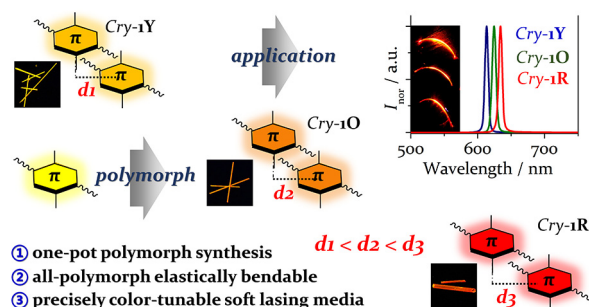 Cry-1Y
π
π
d1
application
Cry-1Y
Cry-1O
Cry-1R
Inor / a.u.
500
600
700
Wavelength / nm
π
polymorph
Cry-1O
π
π
d2
① one-pot polymorph synthesis
② all-polymorph elastically bendable
③ precisely color-tunable soft lasing media
d1 < d2 < d3
Cry-1R
π
π
d3